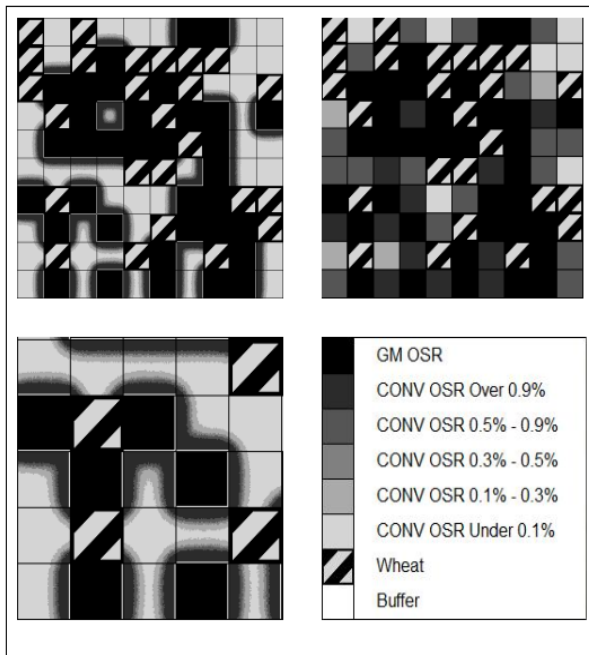 GM OSR
CONV OSR Over 0.9%
CONV OSR 0.5% - 0.9%
CONV OSR 0.3% - 0.5%
CONV OSR 0.1% - 0.3%
CONV OSR Under 0.1%
Wheat
Buffer